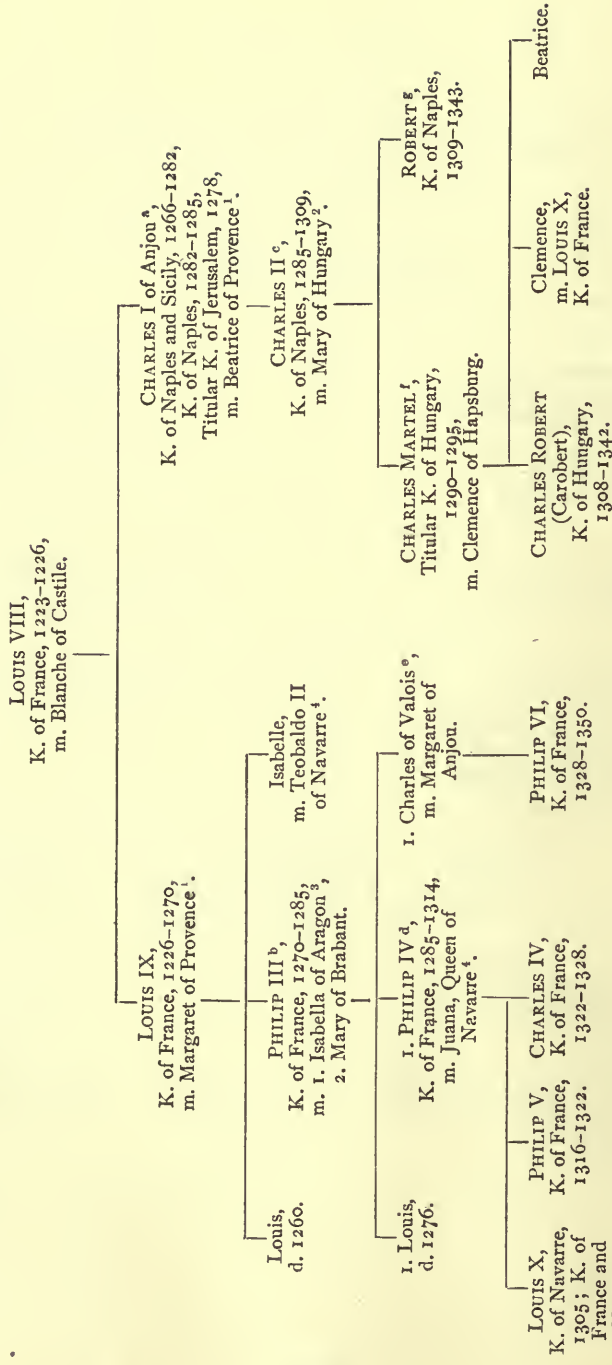 LOUIS VIII,
K. of France, 1223–1226,
m. Blanche of Castile.
LOUIS IX,
K. of France, 1226–1270,
m. Margaret of Provence¹.
CHARLES I of Anjouᵃ,
K. of Naples and Sicily, 1266–1282,
K. of Naples, 1282–1285,
Titular K. of Jerusalem, 1278,
m. Beatrice of Provence¹.
Louis,
d. 1260.
PHILIP IIIᵇ,
K. of France, 1270–1285,
m. 1. Isabella of Aragon³,
2. Mary of Brabant.
Isabelle,
m. Teobaldo II
of Navarre⁴.
CHARLES IIᶜ,
K. of Naples, 1285–1309,
m. Mary of Hungary².
1. Louis,
d. 1276.
1. PHILIP IVᵈ,
K. of France, 1285–1314,
m. Juana, Queen of
Navarre⁴.
1. Charles of Valoisᵉ,
m. Margaret of
Anjou.
CHARLES MARTELᶠ,
Titular K. of Hungary,
1290–1295,
m. Clemence of Hapsburg.
ROBERTᵍ,
K. of Naples,
1309–1343.
LOUIS X,
K. of Navarre,
1305; K. of
France and
PHILIP V,
K. of France,
1316–1322.
CHARLES IV,
K. of France,
1322–1328.
PHILIP VI,
K. of France,
1328–1350.
CHARLES ROBERT
(Carobert),
K. of Hungary,
1308–1342.
Clemence,
m. LOUIS X,
K. of France.
Beatrice.